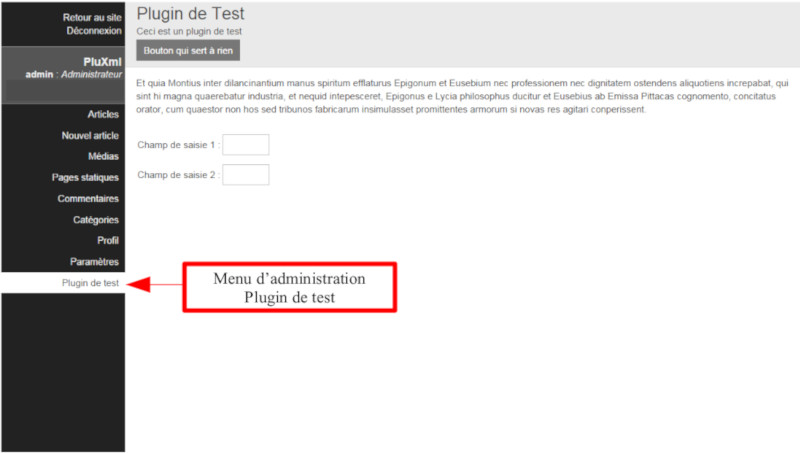 Retour au site
Déconnexion
PluXml
admin : Administrateur
Articles
Nouvel article
Médias
Pages statiques
Commentaires
Catégories
Profil
Paramètres
Plugin de test
Plugin de Test
Ceci est un plugin de test
Bouton qui sert à rien
Et quia Montius inter dilancinantium manus spiritum efflaturus Epigonum et Eusebium nec professionem nec dignitatem ostendens aliquotiens increpabat, qui
sint hi magna quaerebatur industria, et nequid intepesceret, Epigonus e Lycia philosophus ducitur et Eusebius ab Emissa Pittacas cognomento, concitatus
orator, cum quaestor non hos sed tribunos fabricarum insimulasset promittentes armorum si novas res agitari conperissent.
Champ de saisie 1 :
Champ de saisie 2 :
Menu d'administration
Plugin de test